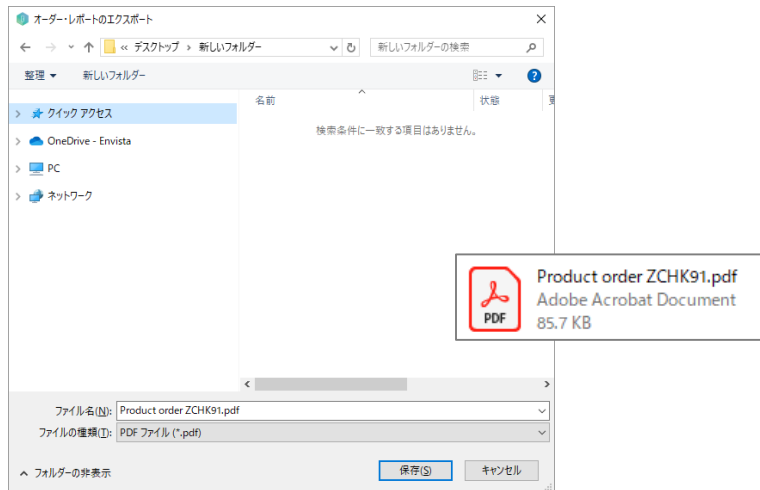 オーダー・レポートのエクスポート
« デスクトップ › 新しいフォルダー
新しいフォルダーの検索
整理
新しいフォルダー
名前
状態
クイック アクセス
検索条件に一致する項目はありません。
OneDrive - Envista
PC
ネットワーク
Product order ZCHK91.pdf
Adobe Acrobat Document
PDF
85.7 KB
ファイル名(N): Product order ZCHK91.pdf
ファイルの種類(T): PDF ファイル (*.pdf)
フォルダーの非表示
保存(S)
キャンセル